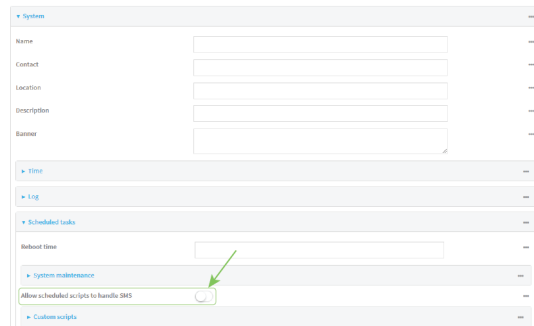 System
Name
Contact
Location
Description
Banner
Time
Log
Scheduled tasks
Reboot time
System maintenance
Allow scheduled scripts to handle SMS
Custom scripts